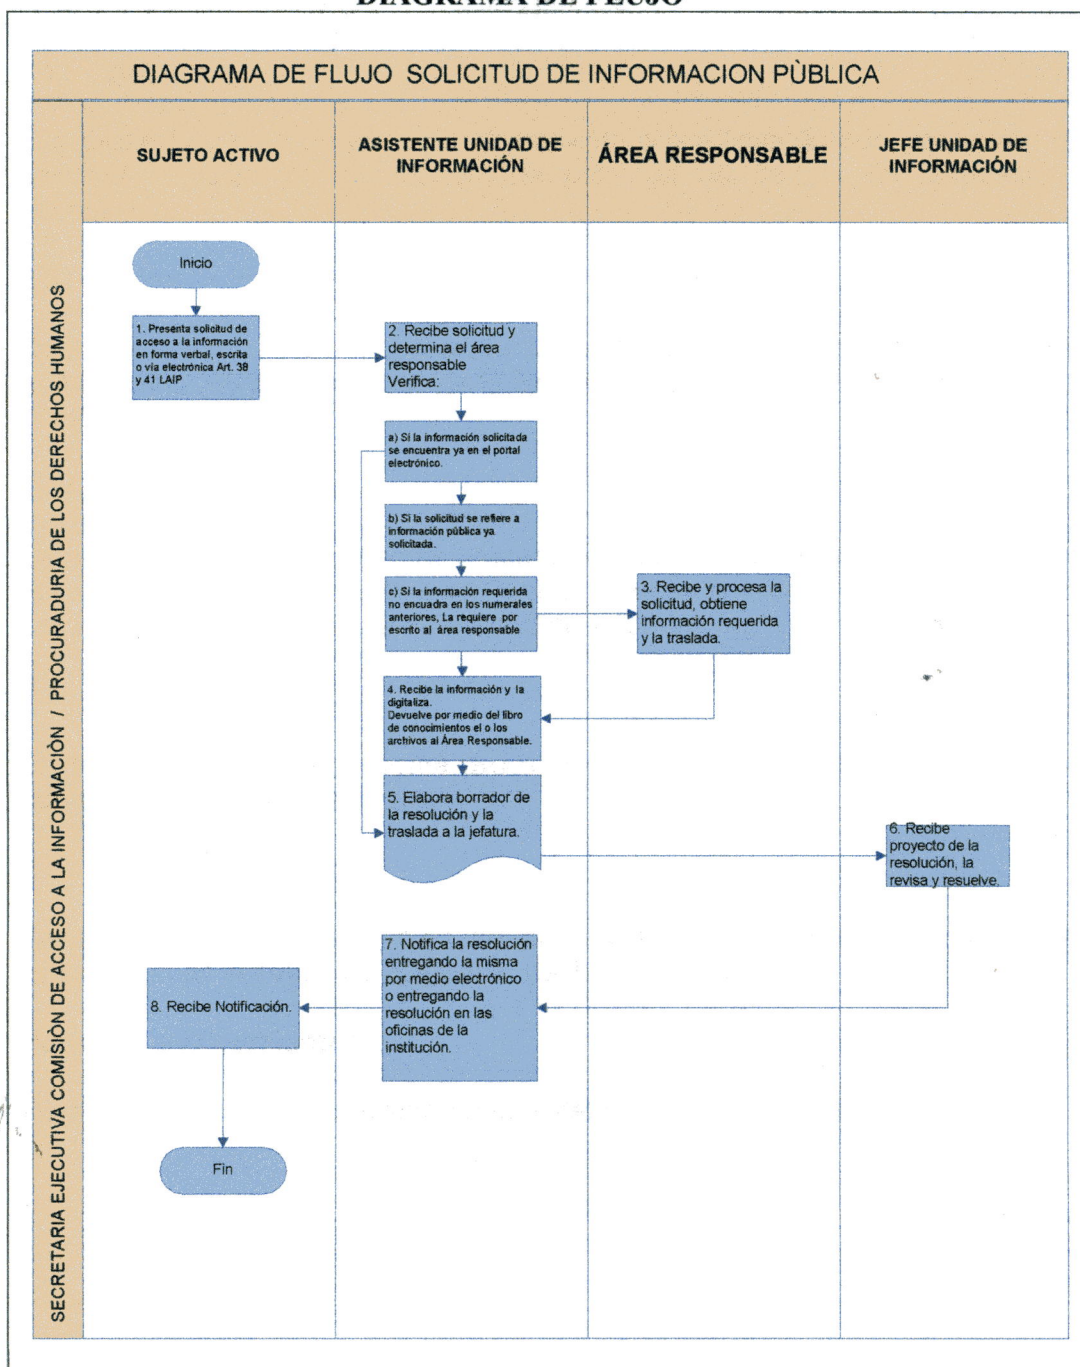 DIAGRAMA DE FLUJO
DIAGRAMA DE FLUJO SOLICITUD DE INFORMACION PÙBLICA
SECRETARIA EJECUTIVA COMISIÒN DE ACCESO A LA INFORMACIÒN / PROCURADURIA DE LOS DERECHOS HUMANOS
SUJETO ACTIVO
ASISTENTE UNIDAD DE
INFORMACIÓN
ÁREA RESPONSABLE
JEFE UNIDAD DE
INFORMACIÓN
Inicio
1. Presenta solicitud de
acceso a la información
en forma verbal, escrita
o vía electrónica Art. 38
y 41 LAIP
2. Recibe solicitud y
determina el área
responsable
Verifica:
a) Si la información solicitada
se encuentra ya en el portal
electrónico.
b) Si la solicitud se refiere a
información pública ya
solicitada.
c) Si la información requerida
no encuadra en los numerales
anteriores, La requiere por
escrito al área responsable
3. Recibe y procesa la
solicitud, obtiene
información requerida
y la traslada.
4. Recibe la información y la
digitaliza.
Devuelve por medio del libro
de conocimientos el o los
archivos al Área Responsable.
5. Elabora borrador de
la resolución y la
traslada a la jefatura.
6. Recibe
proyecto de la
resolución, la
revisa y resuelve.
7. Notifica la resolución
entregando la misma
por medio electrónico
o entregando la
resolución en las
oficinas de la
institución.
8. Recibe Notificación.
Fin